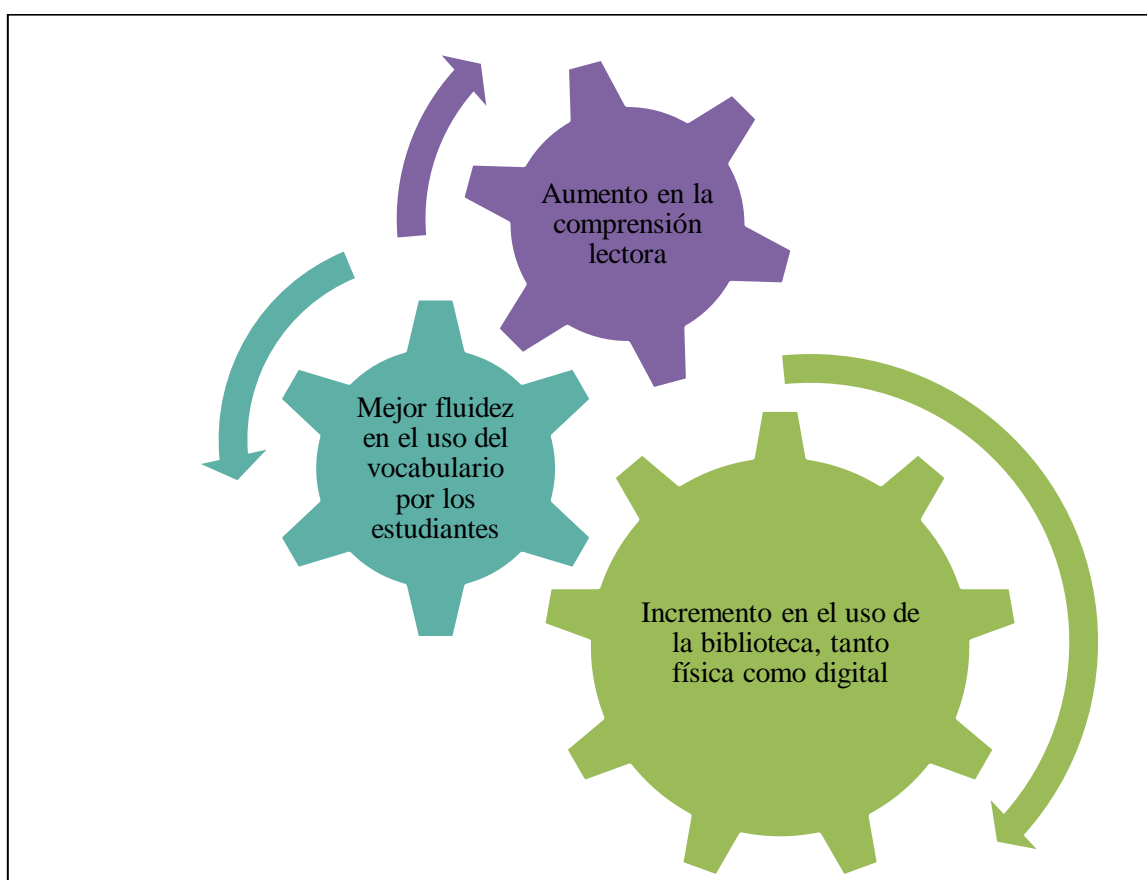 Aumento en la
comprensión
lectora
Mejor fluidez
en el uso del
vocabulario
por los
estudiantes
Incremento en el uso de
la biblioteca, tanto
física como digital